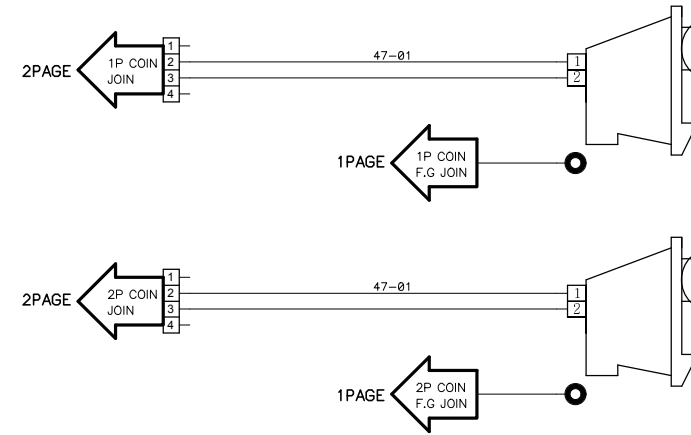 1
2PAGE
1P COIN
JOIN
2
3
4
47-01
1
2
1PAGE
1P COIN
F.G JOIN
1
2PAGE
2P COIN
JOIN
2
3
4
47-01
1
2
1PAGE
2P COIN
F.G JOIN